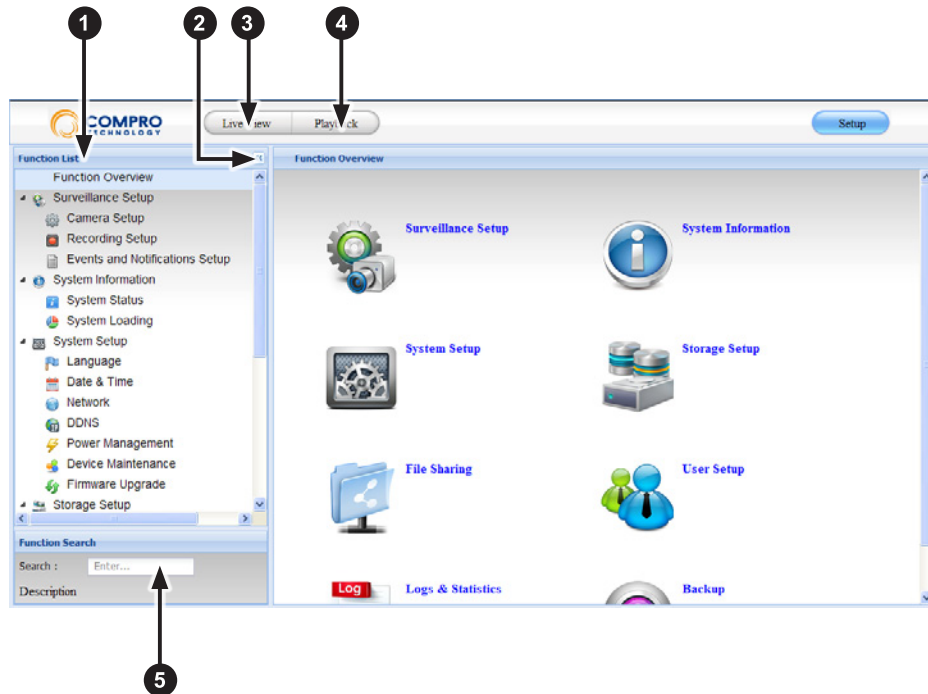 1 2 3 4
COMPRO
TECHNOLOGY
Live View Playback Setup
Function List
Function Overview
Surveillance Setup
Camera Setup
Recording Setup
Events and Notifications Setup
System Information
System Status
System Loading
System Setup
Language
Date & Time
Network
DDNS
Power Management
Device Maintenance
Firmware Upgrade
Storage Setup
Function Search
Search : Enter...
Description
Function Overview
Surveillance Setup System Information
System Setup Storage Setup
File Sharing User Setup
Log
Logs & Statistics Backup
5